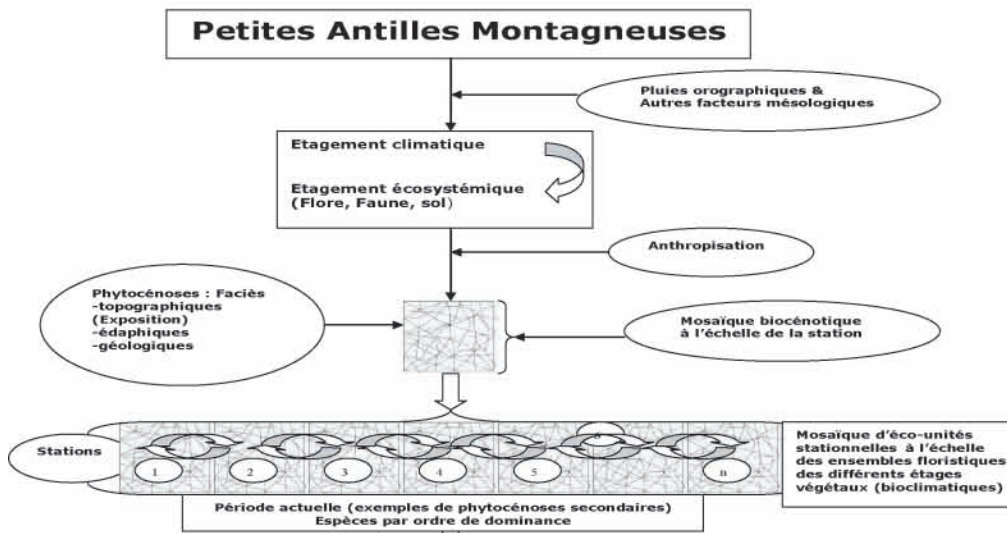 Petites Antilles Montagneuses
Pluies orographiques &
Autres facteurs mésologiques
Etagement climatique
Etagement écosystémique
(Flore, Faune, sol)
Anthropisation
Phytocénoses : Faciès
-topographiques
(Exposition)
-édaphiques
-géologiques
Mosaïque biocénotique
à l'échelle de la station
Stations
1
2
3
4
5
6
n
Mosaïque d'éco-unités
stationnelles à l'échelle
des ensembles floristiques
des différents étages
végétaux (bioclimatiques)
Période actuelle (exemples de phytocénoses secondaires)
Espèces par ordre de dominance